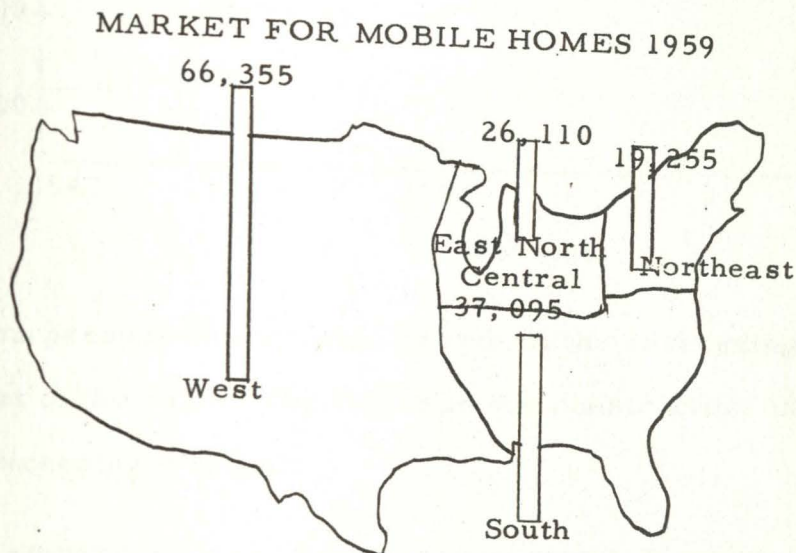 MARKET FOR MOBILE HOMES 1959
66,355
26,110
19,255
East North
Central
Northeast
37,095
West
South